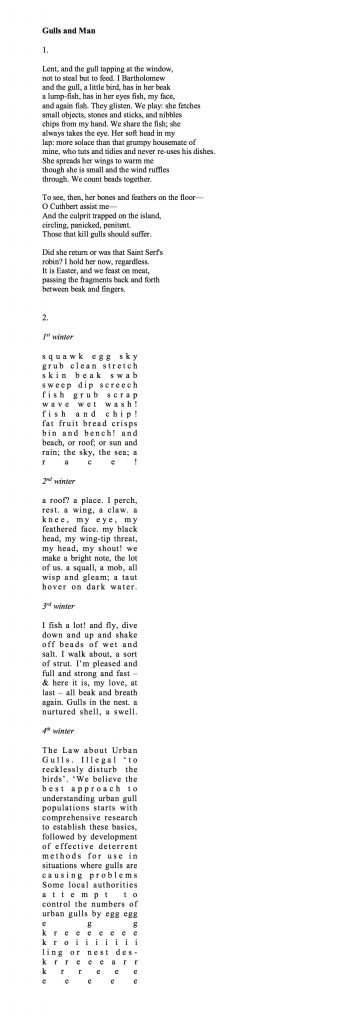 Gulls and Man
1.
Lent, and the gull tapping at the window,
not to steal but to feed. I Bartholomew
and the gull, a little bird, has in her beak
a lump-fish, has in her eyes fish, my face,
and again fish. They glisten. We play: she fetches
small objects, stones and sticks, and nibbles
chips from my hand. We share the fish; she
always takes the eye. Her soft head in my
lap: more solace than that grumpy housemate of
mine, who tuts and tidies and never re-uses his dishes.
She spreads her wings to warm me
though she is small and the wind ruffles
through. We count beads together.
To see, then, her bones and feathers on the floor—
O Cuthbert assist me—
And the culprit trapped on the island,
circling, panicked, penitent.
Those that kill gulls should suffer.
Did she return or was that Saint Serf's
robin? I hold her now, regardless.
It is Easter, and we feast on meat,
passing the fragments back and forth
between beak and fingers.
2.
1st winter
squawk egg sky
grub clean stretch
skin beak swab
sweep dip screech
fish grub scrap
wave wet wash!
fish and chip!
fat fruit bread crisps
bin and bench! and
beach, or roof; or sun and
rain; the sky, the sea; a
r a c e !
2nd winter
a roof? a place. I perch,
rest. a wing, a claw. a
knee, my eye, my
feathered face. my black
head, my wing-tip threat,
my head, my shout! we
make a bright note, the lot
of us. a squall, a mob, all
wisp and gleam; a taut
hover on dark water.
3rd winter
I fish a lot! and fly, dive
down and up and shake
off beads of wet and
salt. I walk about, a sort
of strut. I'm pleased and
full and strong and fast –
& here it is, my love, at
last – all beak and breath
again. Gulls in the nest. a
nurtured shell, a swell.
4th winter
The Law about Urban
Gulls. Illegal 'to
recklessly disturb the
birds'. 'We believe the
best approach to
understanding urban gull
populations starts with
comprehensive research
to establish these basics,
followed by development
of effective deterrent
methods for use in
situations where gulls are
causing problems
Some local authorities
attempt to
control the numbers of
urban gulls by egg egg
e g g
k r e e e e e e
k r o i i i i i i i
ling or nest des-
k r r e e e a r r
k r r e e e
e e e e e